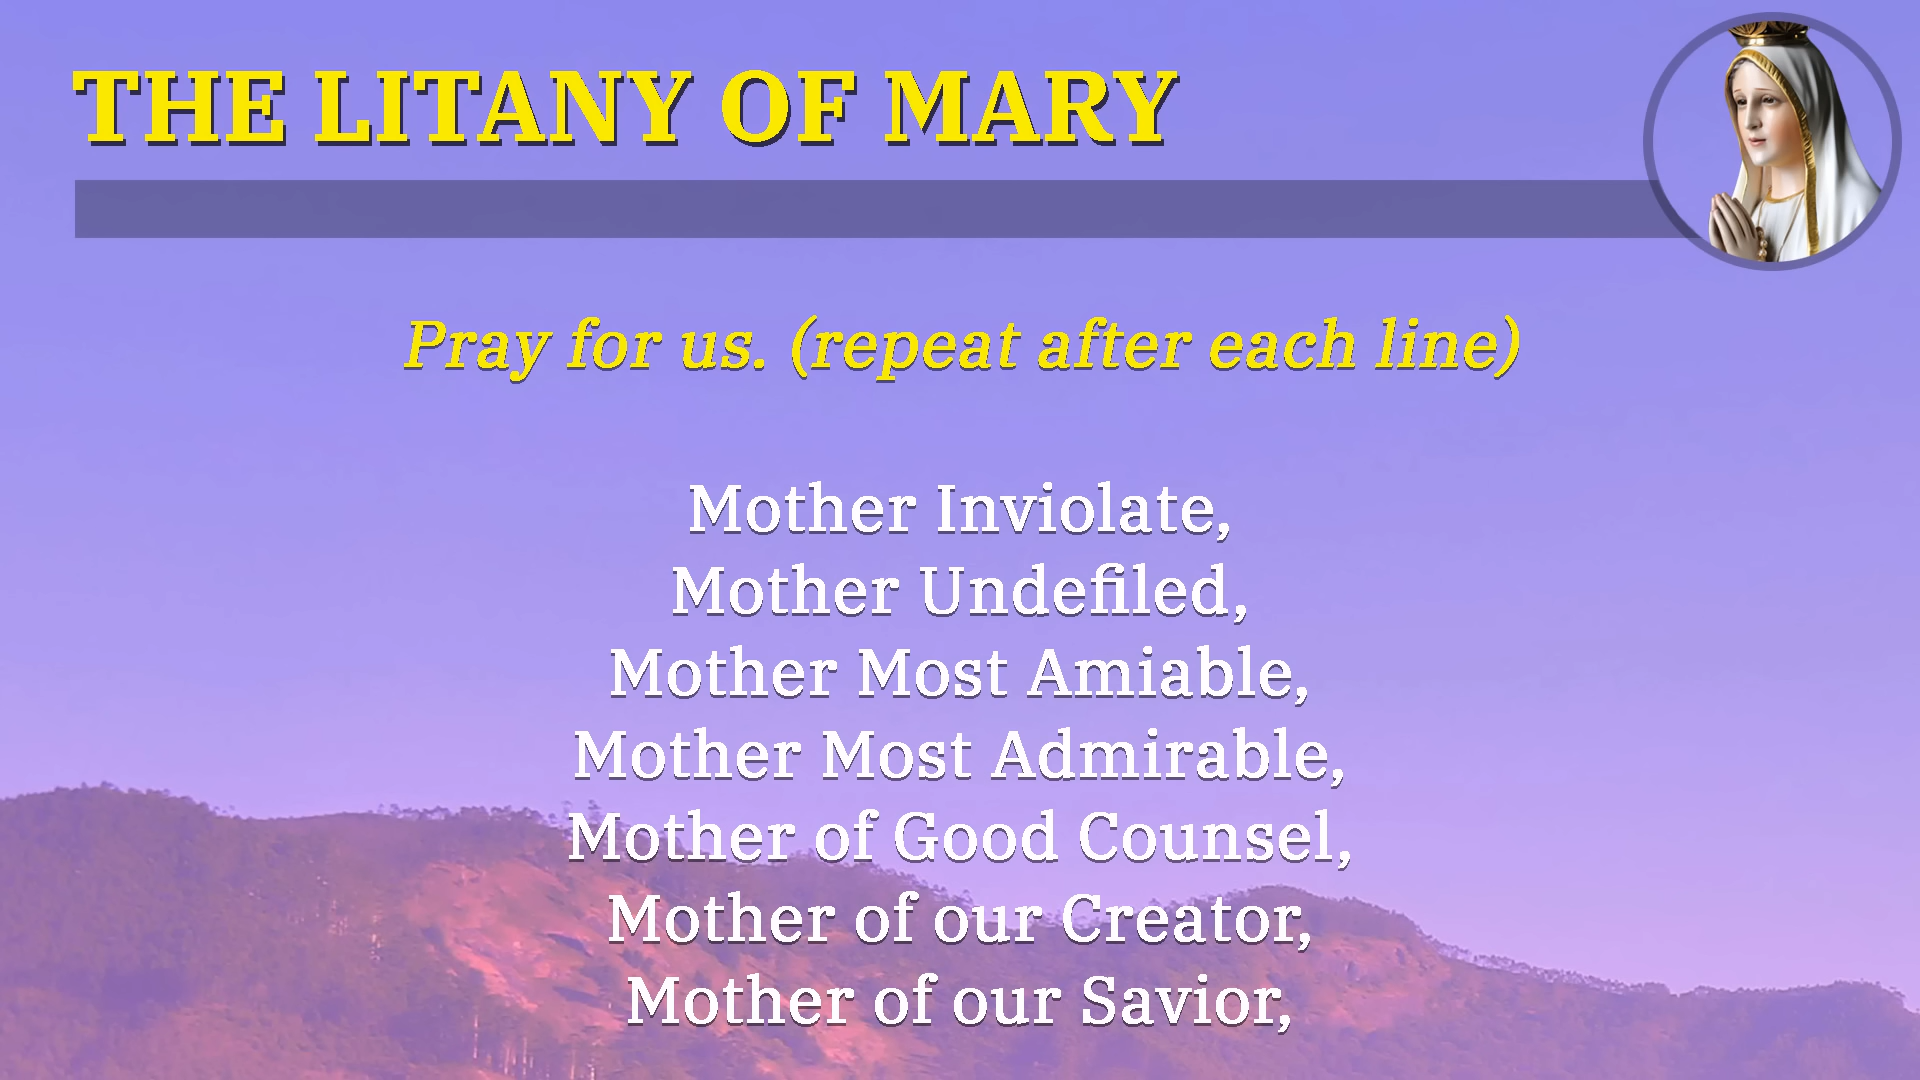 THE LITANY OF MARY
Pray for us. (repeat after each line)
Mother Inviolate,
Mother Undefiled,
Mother Most Amiable,
Mother Most Admirable,
Mother of Good Counsel,
Mother of our Creator,
Mother of our Savior,